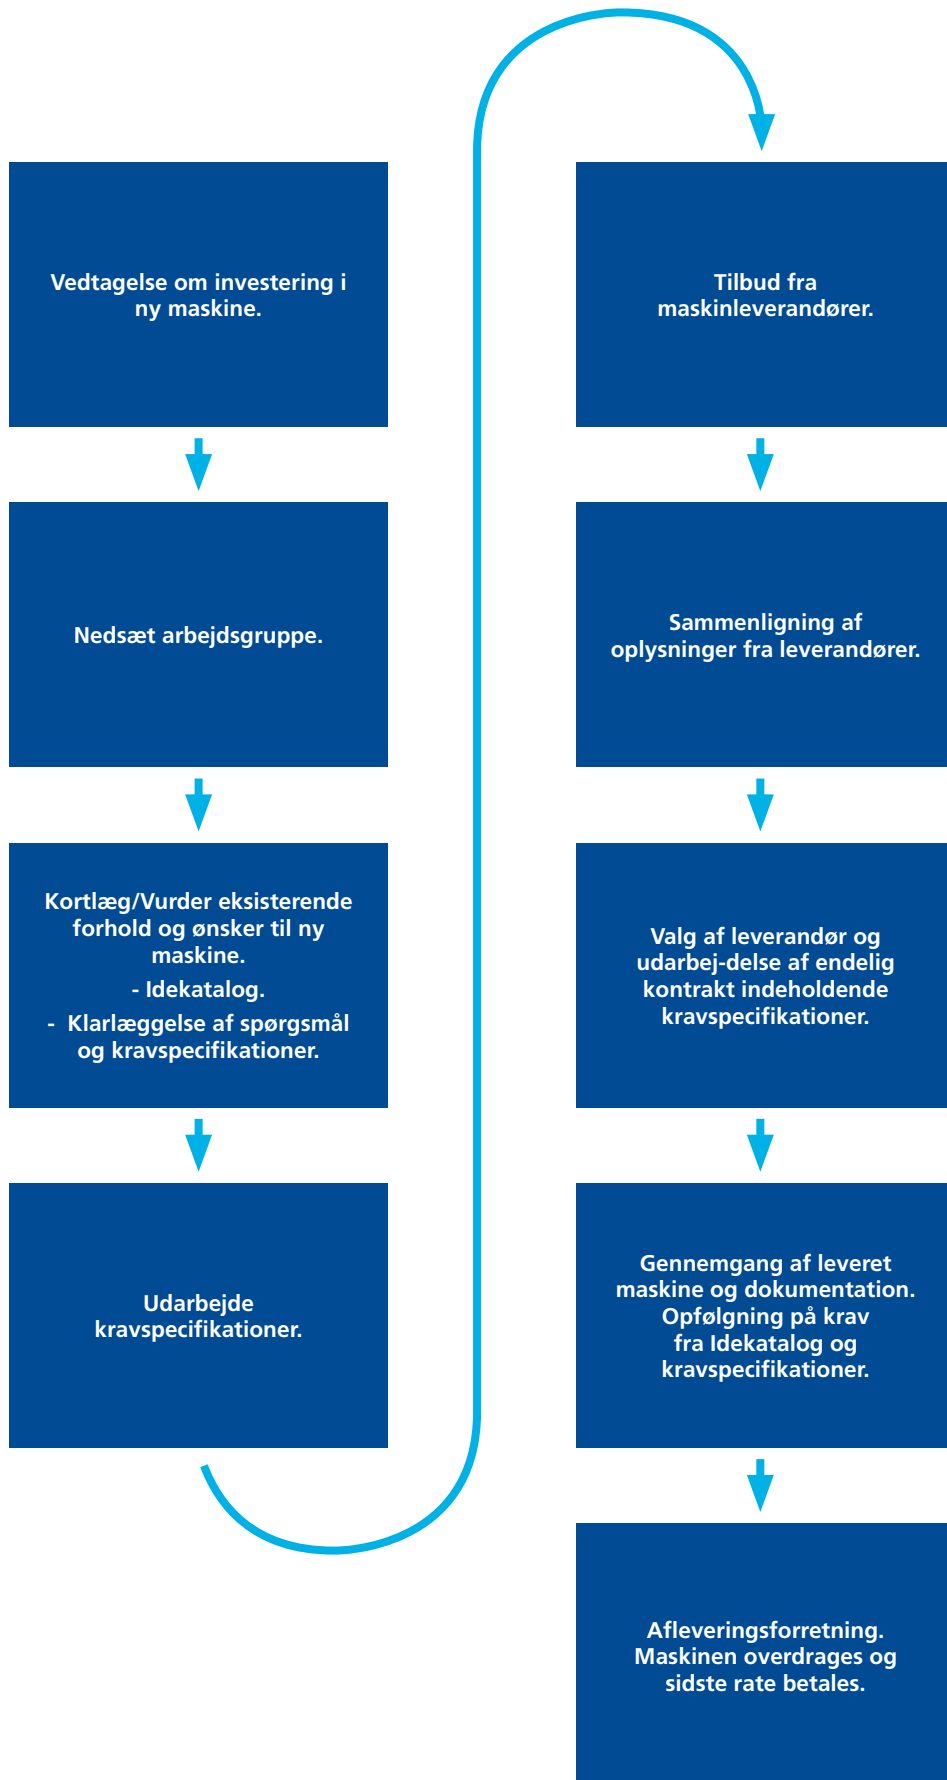 Vedtagelse om investering i
ny maskine.
Nedsæt arbejdsgruppe.
Kortlæg/Vurder eksisterende
forhold og ønsker til ny
maskine.
- Idekatalog.
- Klarlæggelse af spørgsmål
og kravspecifikationer.
Udarbejde
kravspecifikationer.
Tilbud fra
maskinleverandører.
Sammenligning af
oplysninger fra leverandører.
Valg af leverandør og
udarbej-delse af endelig
kontrakt indeholdende
kravspecifikationer.
Gennemgang af leveret
maskine og dokumentation.
Opfølgning på krav
fra Idekatalog og
kravspecifikationer.
Afleveringsforretning.
Maskinen overdrages og
sidste rate betales.